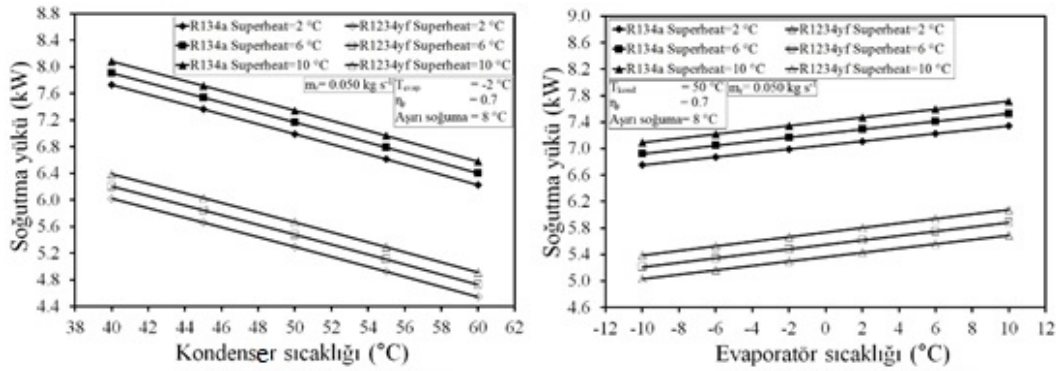 8.8
8.4
8.0
7.6
7.2
6.8
6.4
6.0
5.6
5.2
4.8
4.4
Soğutma yükü (kW)
R134a Superheat=2 °C
R1234yf Superheat=2 °C
R134a Superheat=6 °C
R1234yf Superheat=6 °C
R134a Superheat=10 °C
R1234yf Superheat=10 °C
ṁr= 0.050 kg s⁻¹
Tevap = -2 °C
= 0.7
Aşırı soğuma= 8 °C
38 40 42 44 46 48 50 52 54 56 58 60 62
Kondenser sıcaklığı (°C)
9.0
8.6
8.2
7.8
7.4
7.0
6.6
6.2
5.8
5.4
5.0
4.6
Soğutma yükü (kW)
R134a Superheat=2 °C
R1234yf Superheat=2 °C
R134a Superheat=6 °C
R1234yf Superheat=6 °C
R134a Superheat=10 °C
R1234yf Superheat=10 °C
Tkond = 50 °C
ṁr= 0.050 kg s⁻¹
= 0.7
Aşırı soğuma= 8 °C
-12 -10 -8 -6 -4 -2 0 2 4 6 8 10 12
Evaporatör sıcaklığı (°C)